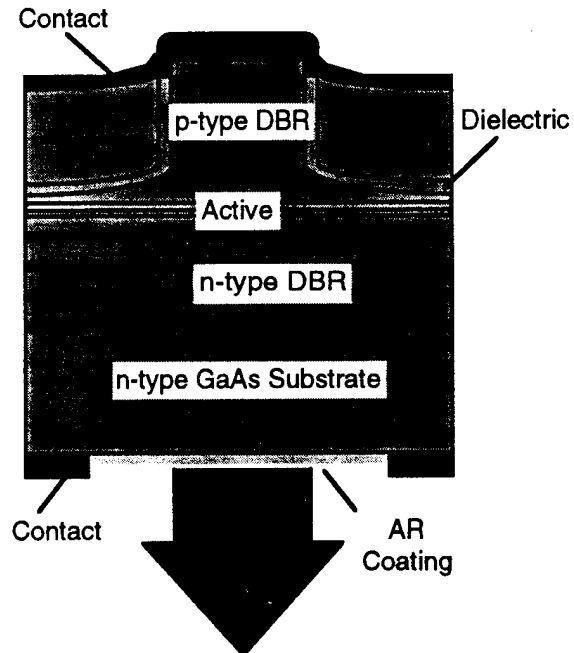 Contact
p-type DBR
Dielectric
Active
n-type DBR
n-type GaAs Substrate
Contact
AR
Coating